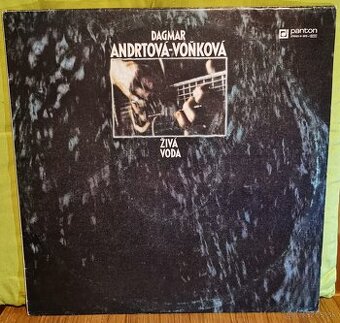 DAGMAR
ANDRTOVÁ-VOŇKOVÁ
panton
ŽIVÁ
VODA